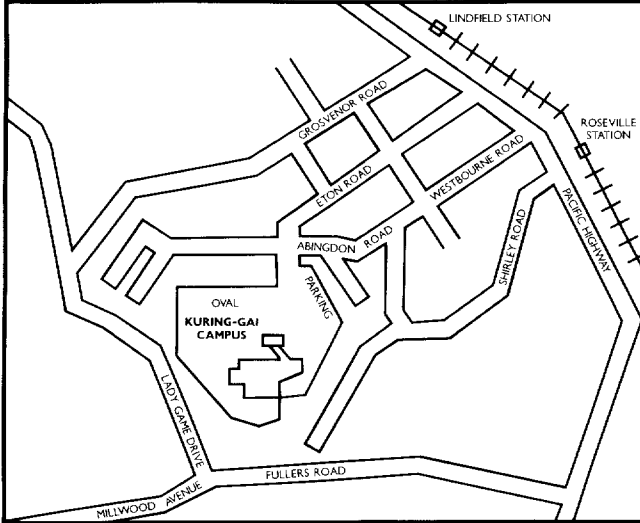 LINDFIELD STATION
ROSEVILLE
STATION
GROSVENOR ROAD
ETON ROAD
WESTBOURNE ROAD
PACIFIC HIGHWAY
ABINGDON ROAD
SHIRLEY ROAD
PARKING
OVAL
KURING-GAI
CAMPUS
LADY GAME DRIVE
FULLERS ROAD
MILLWOOD AVENUE